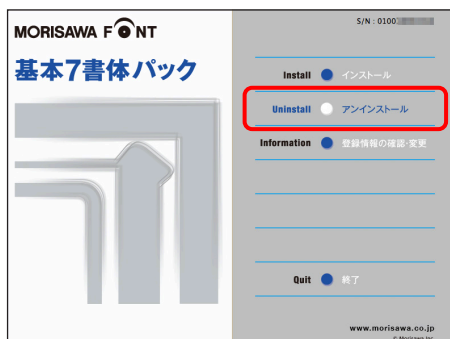 MORISAWA FONT
基本7書体パック
S/N : 0100
Install インストール
Uninstall アンインストール
Information 登録情報の確認・変更
Quit 終了
www.morisawa.co.jp
© Morisawa Inc.